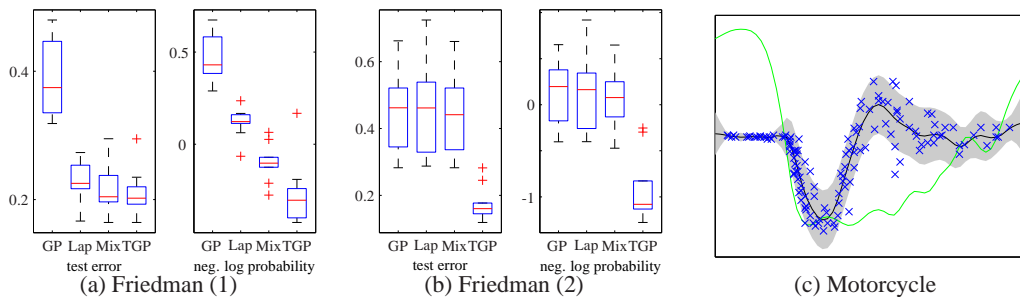 0.4
0.2
GP Lap Mix TGP
test error
0.5
0
GP Lap Mix TGP
neg. log probability
(a) Friedman (1)
0.6
0.4
0.2
GP Lap Mix TGP
test error
0
-1
GP Lap Mix TGP
neg. log probability
(b) Friedman (2)
(c) Motorcycle